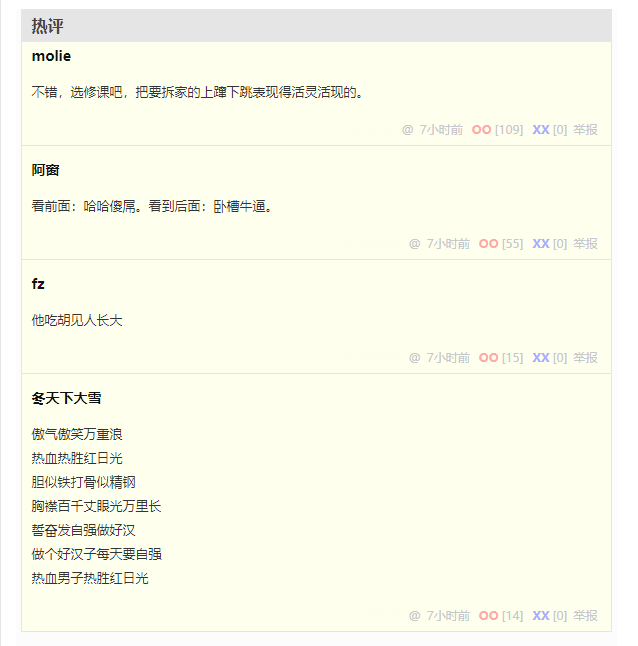 热评
molie
不错，选修课吧，把要拆家的上蹿下跳表现得活灵活现的。
@ 7小时前 OO [109] XX [0] 举报
阿窗
看前面：哈哈傻屌。看到后面：卧槽牛逼。
@ 7小时前 OO [55] XX [0] 举报
fz
他吃胡见人长大
@ 7小时前 OO [15] XX [0] 举报
冬天下大雪
傲气傲笑万重浪
热血热胜红日光
胆似铁打骨似精钢
胸襟百千丈眼光万里长
誓奋发自强做好汉
做个好汉子每天要自强
热血男子热胜红日光
@ 7小时前 OO [14] XX [0] 举报